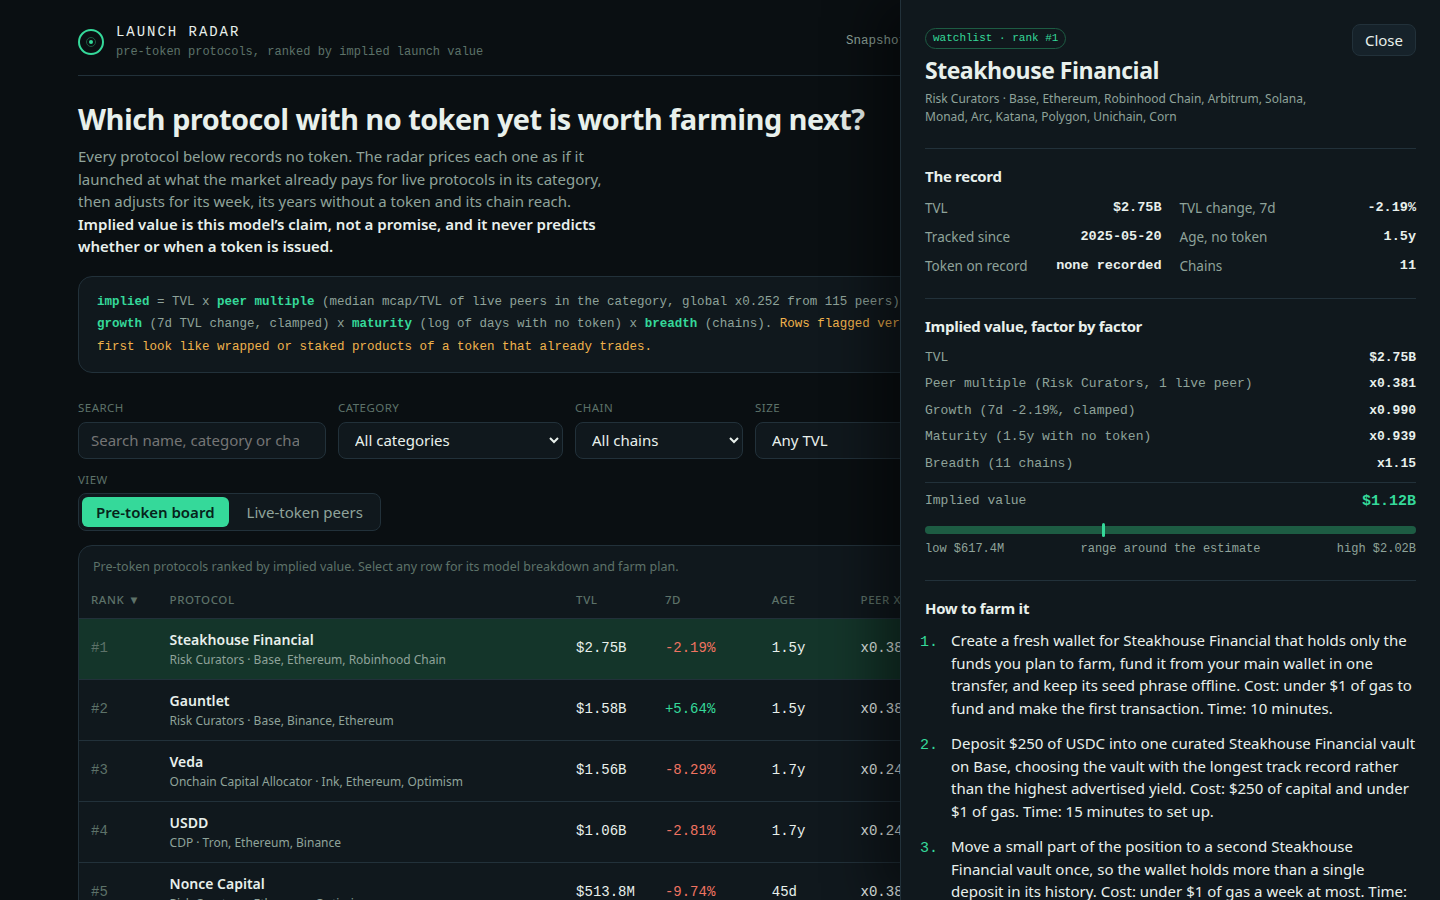 LAUNCH RADAR
pre-token protocols, ranked by implied launch value
Which protocol with no token yet is worth farming next?
Every protocol below records no token. The radar prices each one as if it
launched at what the market already pays for live protocols in its category,
then adjusts for its week, its years without a token and its chain reach.
Implied value is this model’s claim, not a promise, and it never predicts
whether or when a token is issued.
implied = TVL x peer multiple (median mcap/TVL of live peers in the category, global x0.252 from 115 peers)
growth (7d TVL change, clamped) x maturity (log of days with no token) x breadth (chains). Rows flagged
first look like wrapped or staked products of a token that already trades.
SEARCH
CATEGORY
CHAIN
SIZE
Search name, category or cha
All categories
All chains
Any TVL
VIEW
Pre-token board
Live-token peers
Pre-token protocols ranked by implied value. Select any row for its model breakdown and farm plan.
RANK ▼ PROTOCOL TVL 7D AGE PEER X
#1 Steakhouse Financial $2.75B -2.19% 1.5y x0.38
Risk Curators · Base, Ethereum, Robinhood Chain
#2 Gauntlet $1.58B +5.64% 1.5y x0.38
Risk Curators · Base, Binance, Ethereum
#3 Veda $1.56B -8.29% 1.7y x0.24
Onchain Capital Allocator · Ink, Ethereum, Optimism
#4 USDD $1.06B -2.81% 1.7y x0.24
CDP · Tron, Ethereum, Binance
#5 Nonce Capital $513.8M -9.74% 45d x0.38
watchlist · rank #1
Close
Steakhouse Financial
Risk Curators · Base, Ethereum, Robinhood Chain, Arbitrum, Solana,
Monad, Arc, Katana, Polygon, Unichain, Corn
The record
TVL $2.75B TVL change, 7d -2.19%
Tracked since 2025-05-20 Age, no token 1.5y
Token on record none recorded Chains 11
Implied value, factor by factor
TVL $2.75B
Peer multiple (Risk Curators, 1 live peer) x0.381
Growth (7d -2.19%, clamped) x0.990
Maturity (1.5y with no token) x0.939
Breadth (11 chains) x1.15
Implied value $1.12B
low $617.4M range around the estimate high $2.02B
How to farm it
1. Create a fresh wallet for Steakhouse Financial that holds only the
funds you plan to farm, fund it from your main wallet in one
transfer, and keep its seed phrase offline. Cost: under $1 of gas to
fund and make the first transaction. Time: 10 minutes.
2. Deposit $250 of USDC into one curated Steakhouse Financial vault
on Base, choosing the vault with the longest track record rather
than the highest advertised yield. Cost: $250 of capital and under
$1 of gas. Time: 15 minutes to set up.
3. Move a small part of the position to a second Steakhouse
Financial vault once, so the wallet holds more than a single
deposit in its history. Cost: under $1 of gas a week at most. Time: